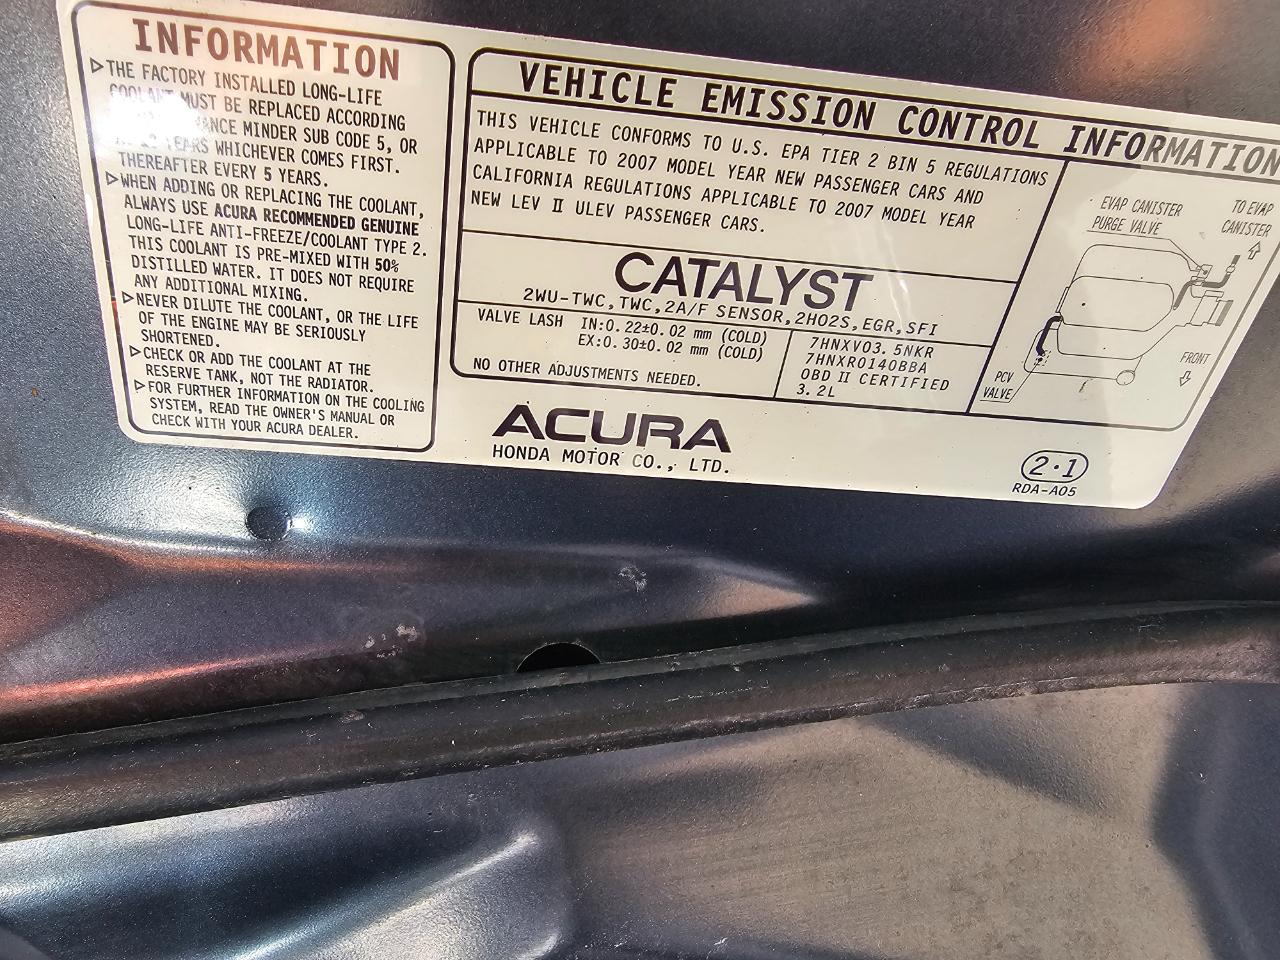 INFORMATION
▷THE FACTORY INSTALLED LONG-LIFE
COOLANT MUST BE REPLACED ACCORDING
MINDER SUB CODE 5, OR
YEARS WHICHEVER COMES FIRST.
THEREAFTER EVERY 5 YEARS.
▷WHEN ADDING OR REPLACING THE COOLANT,
ALWAYS USE ACURA RECOMMENDED GENUINE
LONG-LIFE ANTI-FREEZE/COOLANT TYPE 2.
THIS COOLANT IS PRE-MIXED WITH 50%
DISTILLED WATER. IT DOES NOT REQUIRE
ANY ADDITIONAL MIXING.
▷NEVER DILUTE THE COOLANT, OR THE LIFE
OF THE ENGINE MAY BE SERIOUSLY
SHORTENED.
▷CHECK OR ADD THE COOLANT AT THE
RESERVE TANK, NOT THE RADIATOR.
▷FOR FURTHER INFORMATION ON THE COOLING
SYSTEM, READ THE OWNER'S MANUAL OR
CHECK WITH YOUR ACURA DEALER.
VEHICLE EMISSION CONTROL INFORMATION
THIS VEHICLE CONFORMS TO U.S. EPA TIER 2 BIN 5 REGULATIONS
APPLICABLE TO 2007 MODEL YEAR NEW PASSENGER CARS AND
CALIFORNIA REGULATIONS APPLICABLE TO 2007 MODEL YEAR
NEW LEV II ULEV PASSENGER CARS.
CATALYST
2WU-TWC,TWC,2A/F SENSOR,2HO2S,EGR,SFI
VALVE LASH IN:0.22±0.02 mm (COLD)
EX:0.30±0.02 mm (COLD)
NO OTHER ADJUSTMENTS NEEDED.
7HNXV03.5NKR
7HNXR0140BBA
OBD II CERTIFIED
3.2L
EVAP CANISTER
PURGE VALVE
TO EVAP
CANISTER
FRONT
PCV
VALVE
ACURA
HONDA MOTOR CO., LTD.
2·1
RDA-A05